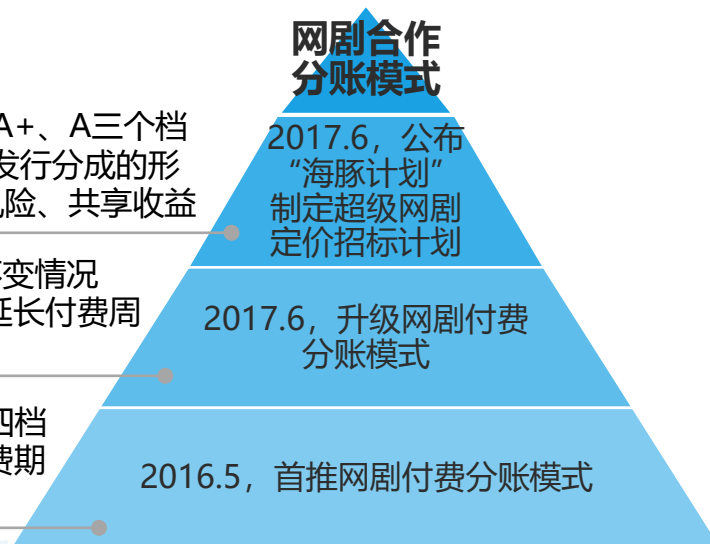 网剧合作
分账模式
A+、A三个档
发行分成的形
险、共享收益
2017.6，公布
“海豚计划”
制定超级网剧
定价招标计划
变情况
延长付费周
2017.6，升级网剧付费
分账模式
四档
费期
2016.5，首推网剧付费分账模式